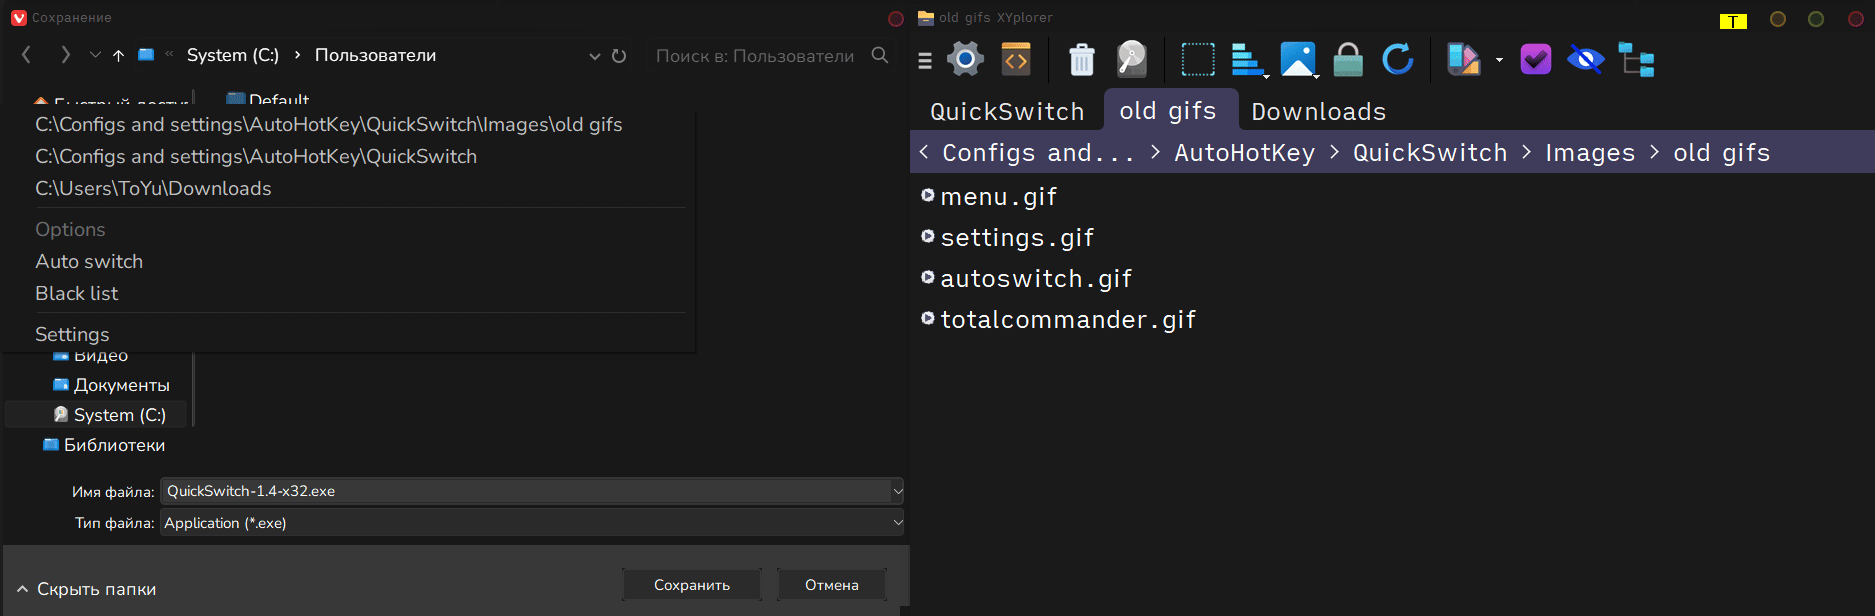 Сохранение
System (C:) › Пользователи
Поиск в: Пользователи
Быстрый доступ
Default
C:\Configs and settings\AutoHotKey\QuickSwitch\Images\old gifs
C:\Configs and settings\AutoHotKey\QuickSwitch
C:\Users\ToYu\Downloads
Options
Auto switch
Black list
Settings
Видео
Документы
System (C:)
Библиотеки
Имя файла: QuickSwitch-1.4-x32.exe
Тип файла: Application (*.exe)
Скрыть папки
Сохранить
Отмена
old gifs XYplorer
T
QuickSwitch old gifs Downloads
< Configs and... > AutoHotKey > QuickSwitch > Images > old gifs
menu.gif
settings.gif
autoswitch.gif
totalcommander.gif